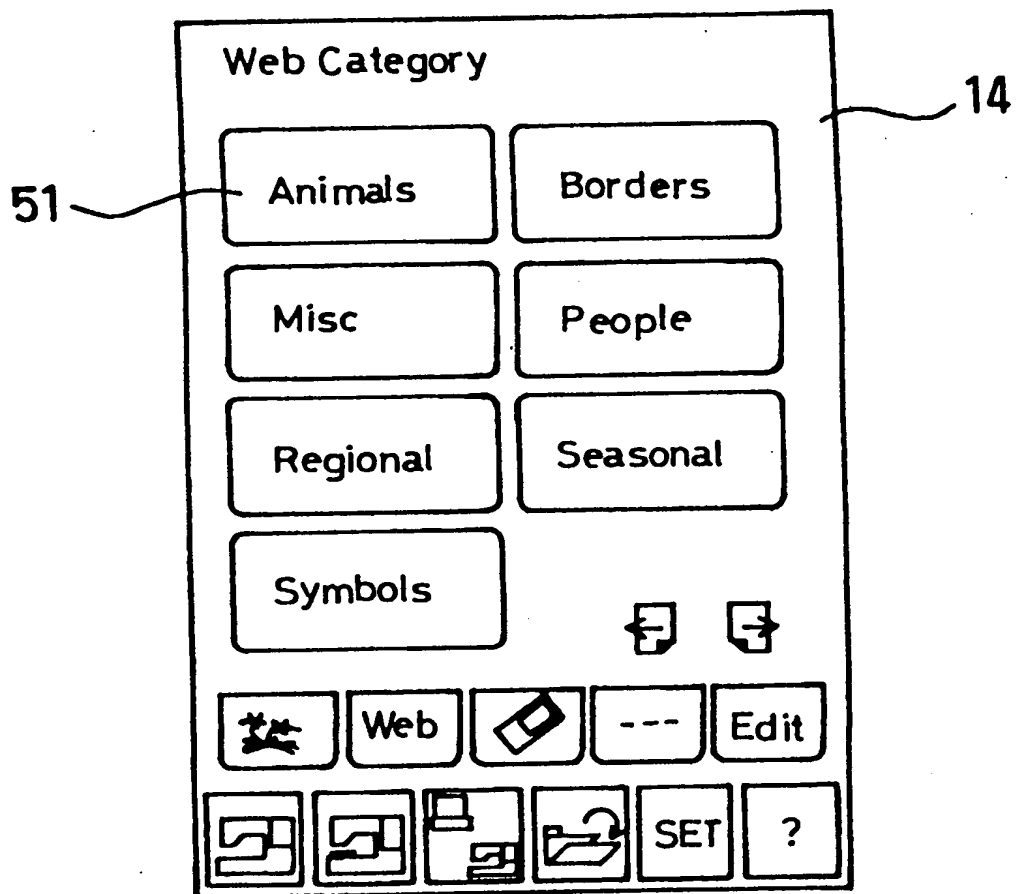 Web Category
14
51
Animals Borders
Misc People
Regional Seasonal
Symbols
Web --- Edit
SET ?